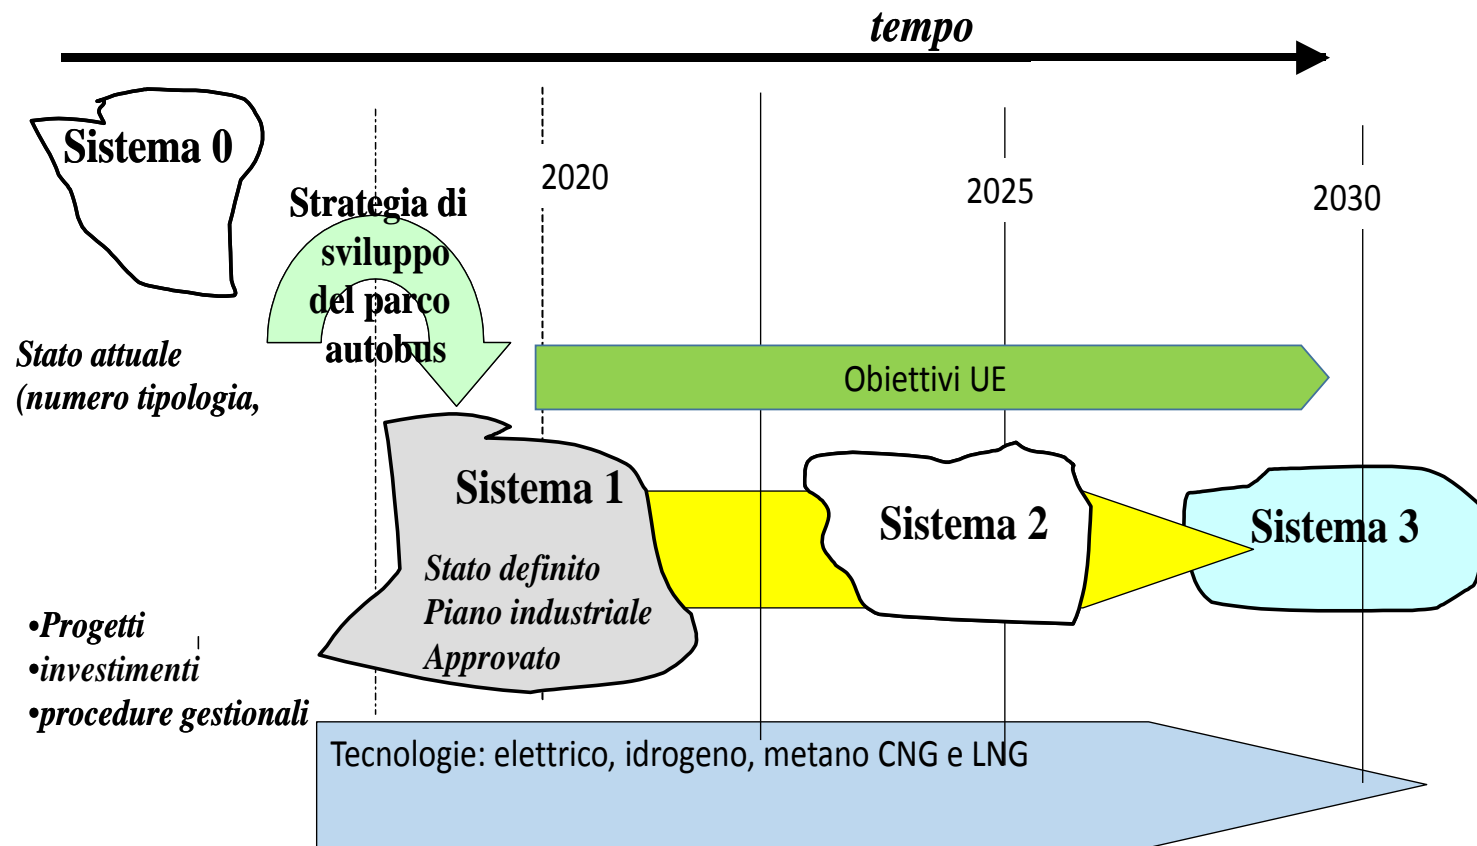 tempo
Sistema 0
2020
2025
2030
Strategia di
sviluppo
del parco
autobus
Stato attuale
(numero tipologia,
Obiettivi UE
Sistema 1
Stato definito
Piano industriale
Approvato
Sistema 2
Sistema 3
•Progetti
•investimenti
•procedure gestionali
Tecnologie: elettrico, idrogeno, metano CNG e LNG